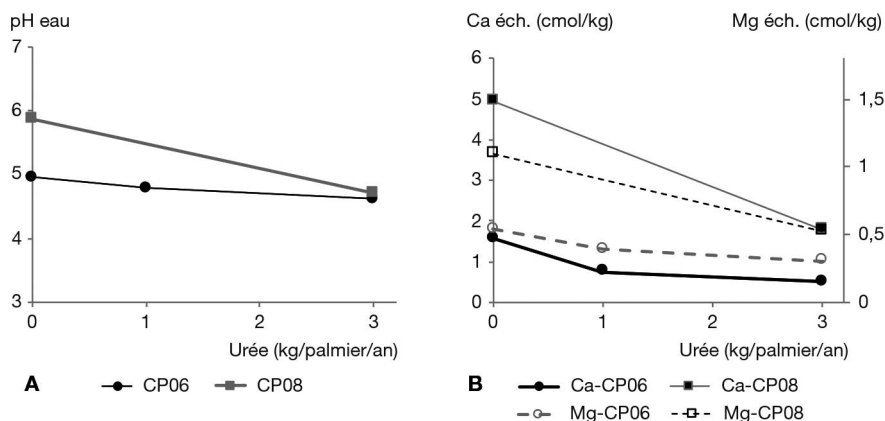 pH eau
7
6
5
4
3
0 1 2 3
Urée (kg/palmier/an)
A
CP06 CP08
Ca éch. (cmol/kg) Mg éch. (cmol/kg)
6
5 1,5
4
3 1
2
1 0,5
0 0
0 1 2 3
Urée (kg/palmier/an)
B
Ca-CP06 Ca-CP08
Mg-CP06 Mg-CP08